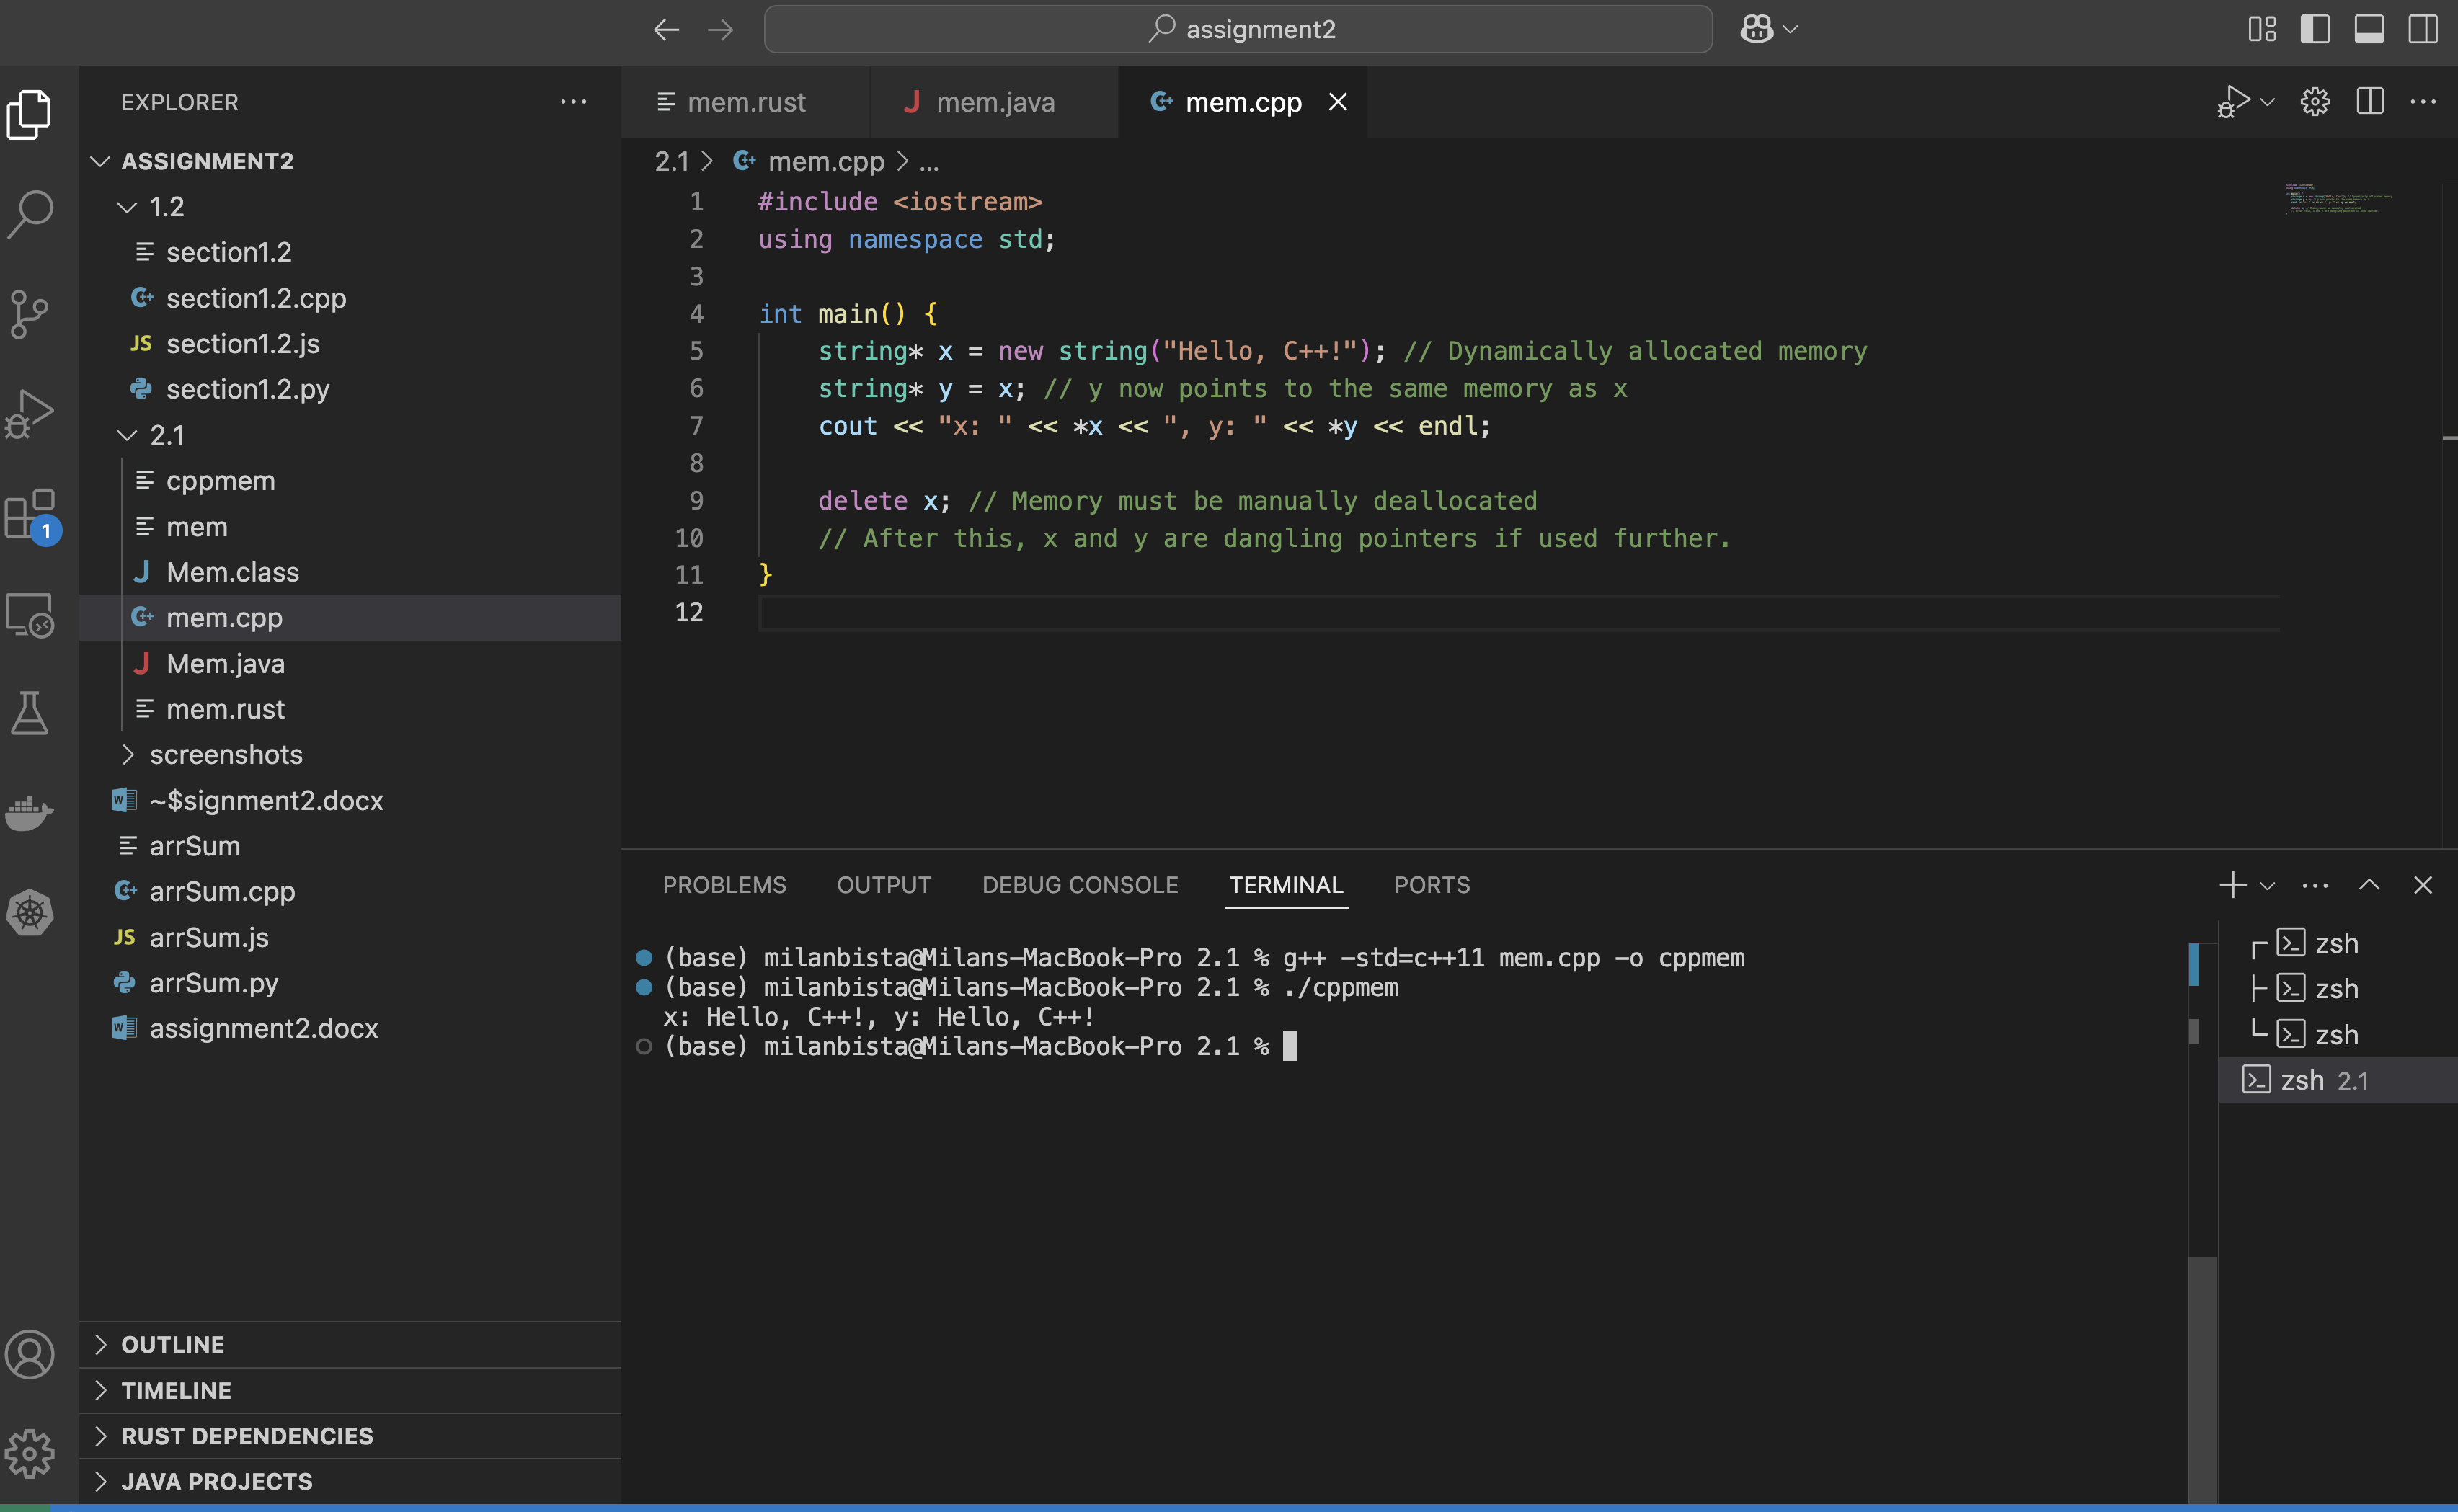 assignment2
EXPLORER
ASSIGNMENT2
1.2
section1.2
section1.2.cpp
JS section1.2.js
section1.2.py
2.1
cppmem
mem
Mem.class
mem.cpp
Mem.java
mem.rust
screenshots
~$signment2.docx
arrSum
arrSum.cpp
JS arrSum.js
arrSum.py
assignment2.docx
OUTLINE
TIMELINE
RUST DEPENDENCIES
JAVA PROJECTS
1
mem.rust
J mem.java
mem.cpp
2.1 > mem.cpp > ...
1 #include <iostream>
2 using namespace std;
3
4 int main() {
5     string* x = new string("Hello, C++!"); // Dynamically allocated memory
6     string* y = x; // y now points to the same memory as x
7     cout << "x: " << *x << ", y: " << *y << endl;
8
9     delete x; // Memory must be manually deallocated
10     // After this, x and y are dangling pointers if used further.
11 }
12
PROBLEMS OUTPUT DEBUG CONSOLE TERMINAL PORTS
(base) milanbista@Milans-MacBook-Pro 2.1 % g++ -std=c++11 mem.cpp -o cppmem
(base) milanbista@Milans-MacBook-Pro 2.1 % ./cppmem
x: Hello, C++!, y: Hello, C++!
(base) milanbista@Milans-MacBook-Pro 2.1 %
zsh
zsh
zsh
zsh 2.1